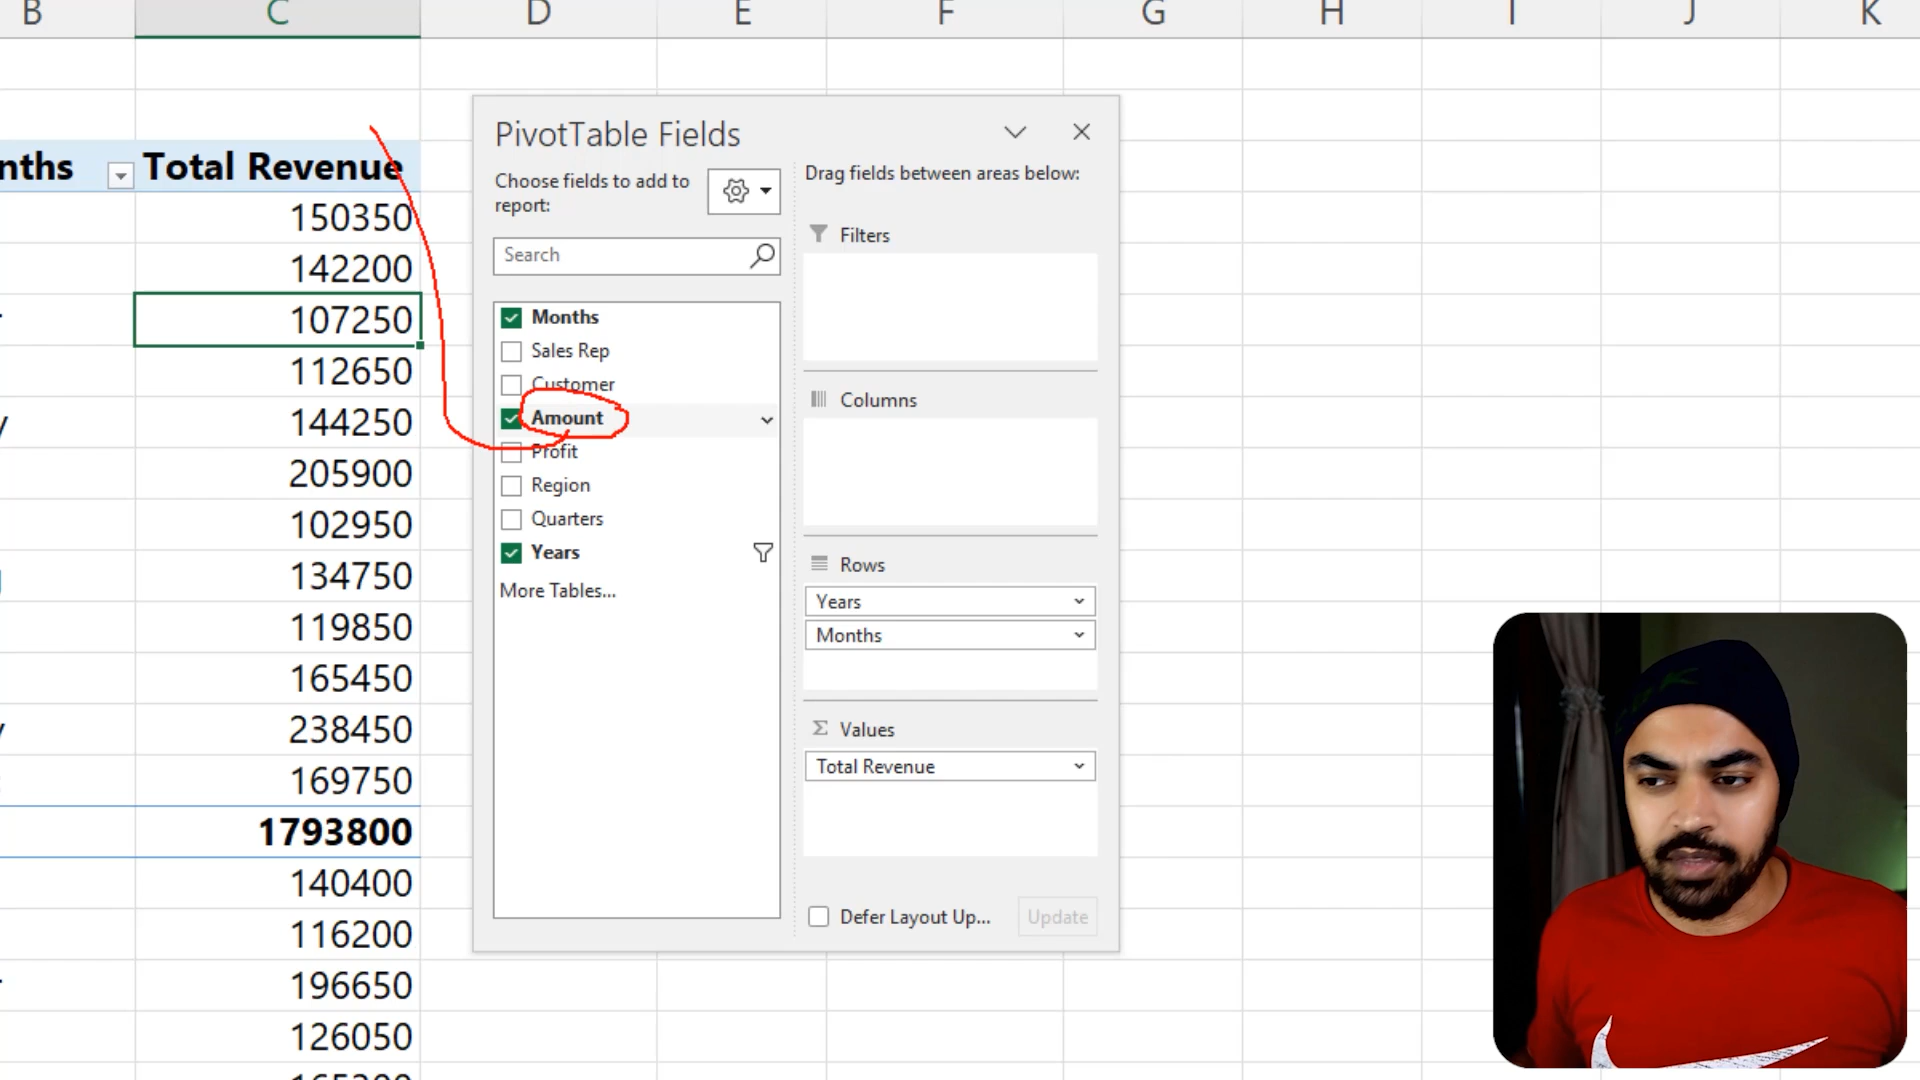 B C D E F G H I J K
nths Total Revenue
150350
142200
107250
112650
144250
205900
102950
134750
119850
165450
238450
169750
1793800
140400
116200
196650
126050
PivotTable Fields
Choose fields to add to
report:
Search
Months
Sales Rep
Customer
Amount
Profit
Region
Quarters
Years
More Tables...
Drag fields between areas below:
Filters
Columns
Rows
Years
Months
Σ Values
Total Revenue
Defer Layout Up... Update